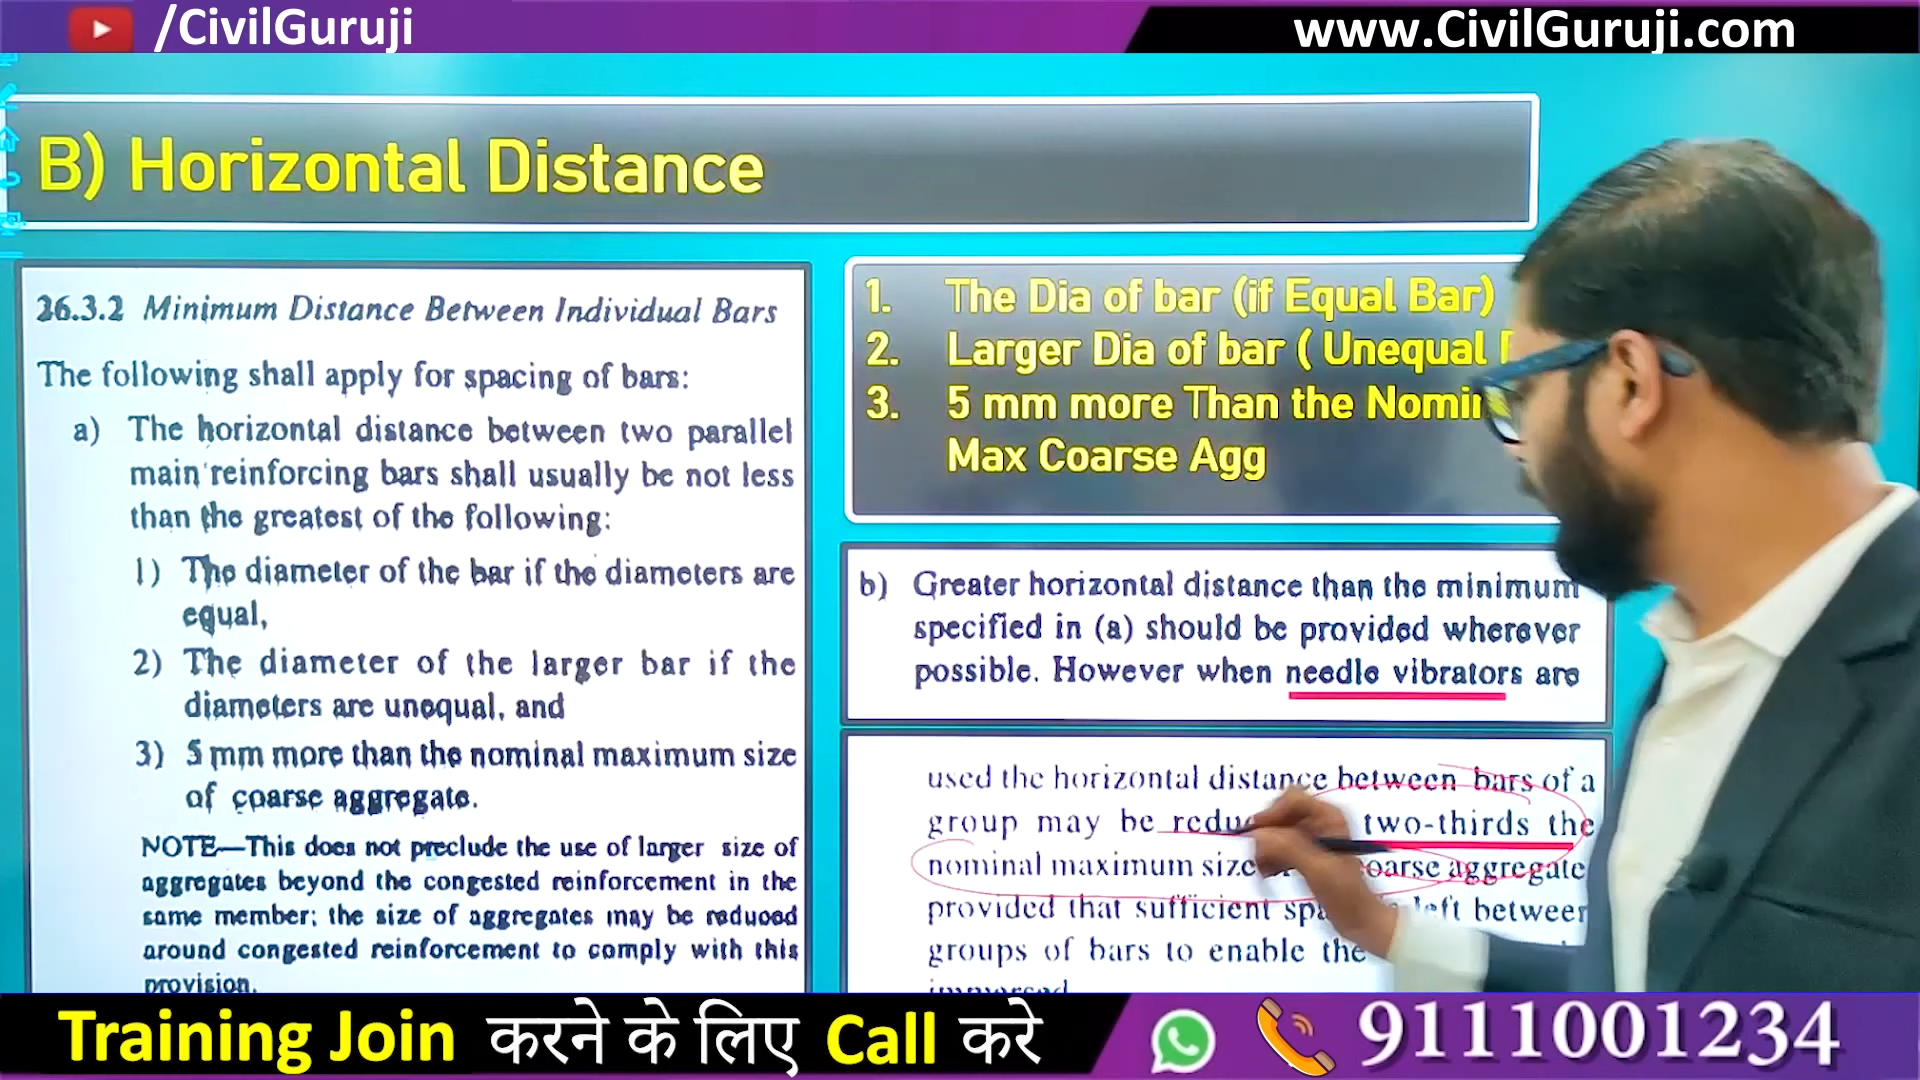 /CivilGuruji
www.CivilGuruji.com
B) Horizontal Distance
26.3.2 Minimum Distance Between Individual Bars
The following shall apply for spacing of bars:
a) The horizontal distance between two parallel
main reinforcing bars shall usually be not less
than the greatest of the following:
1) The diameter of the bar if the diameters are
equal,
2) The diameter of the larger bar if the
diameters are unequal, and
3) 5 mm more than the nominal maximum size
of coarse aggregate.
NOTE—This does not preclude the use of larger size of
aggregates beyond the congested reinforcement in the
same member; the size of aggregates may be reduced
around congested reinforcement to comply with this
provision.
1. The Dia of bar (if Equal Bar)
2. Larger Dia of bar ( Unequal
3. 5 mm more Than the
Max Coarse Agg
b) Greater horizontal distance than the minimum
specified in (a) should be provided wherever
possible. However when needle vibrators are
used the horizontal distance between bars of a
group may be two-thirds the
nominal maximum size aggregate
provided that sufficient left between
groups of bars to enable the
immersed
Training Join करने के लिए Call करे
9111001234